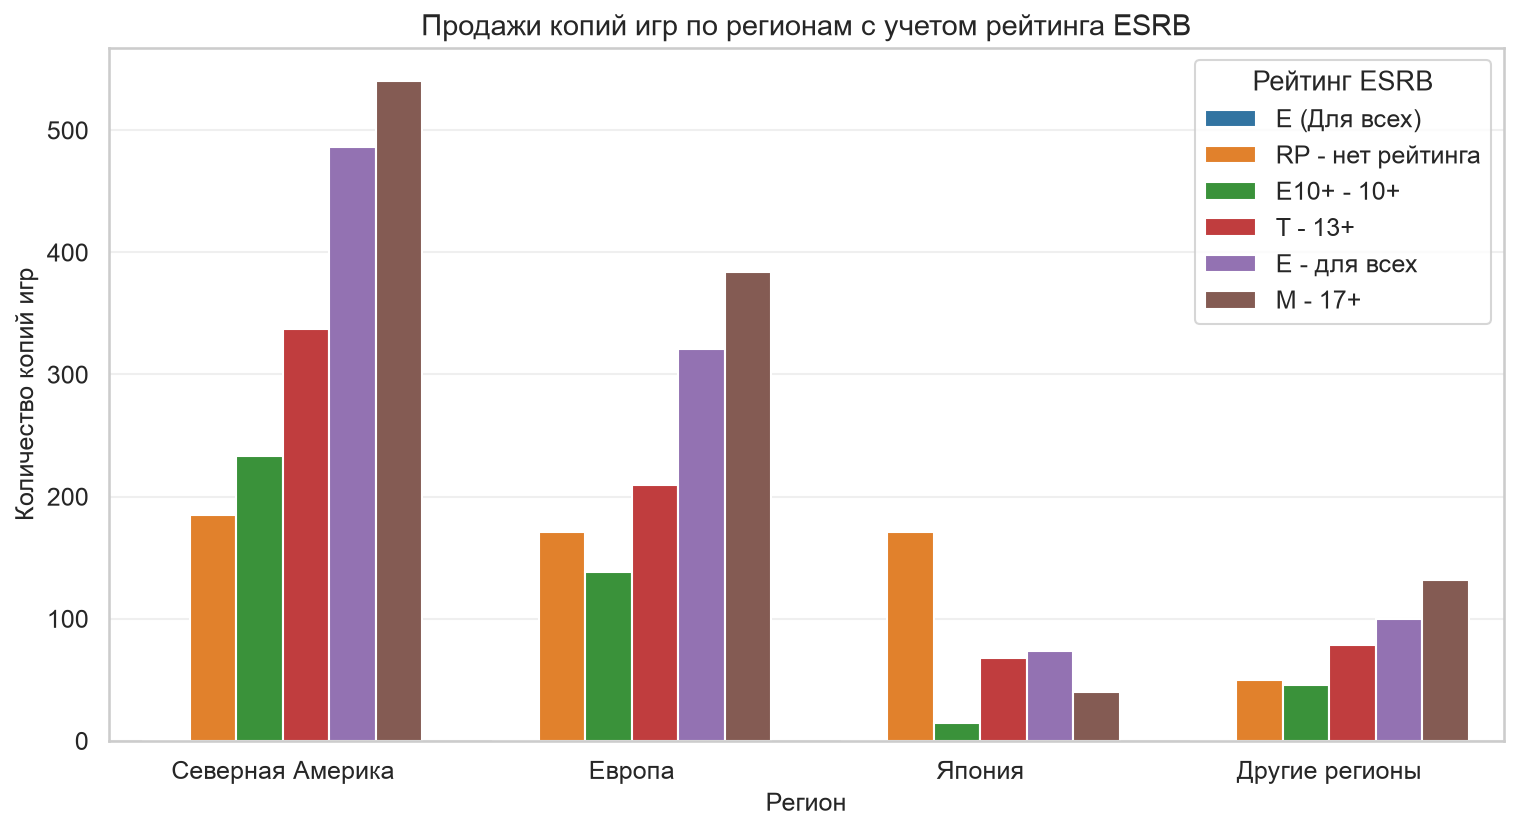 Продажи копий игр по регионам с учетом рейтинга ESRB
Количество копий игр
500
400
300
200
100
0
Рейтинг ESRB
E (Для всех)
RP - нет рейтинга
E10+ - 10+
T - 13+
E - для всех
M - 17+
Северная Америка
Европа
Япония
Другие регионы
Регион